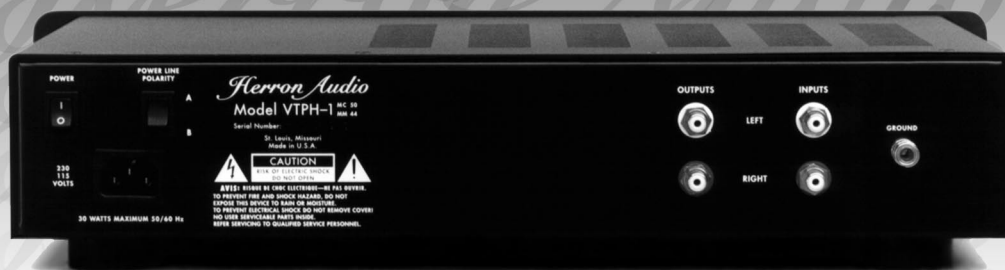 POWER
POWER LINE
POLARITY
A
B
I
O
230
115
VOLTS
30 WATTS MAXIMUM 50/60 Hz
Herron Audio
Model VTPH-1 MC 50
MM 44
Serial Number
St. Louis, Missouri
Made in U.S.A.
CAUTION
RISK OF ELECTRIC SHOCK
DO NOT OPEN
AVIS: RISQUE DE CHOC ELECTRIQUE—NE PAS OUVRIR.
TO PREVENT FIRE AND SHOCK HAZARD, DO NOT
EXPOSE THIS DEVICE TO RAIN OR MOISTURE.
TO PREVENT ELECTRICAL SHOCK DO NOT REMOVE COVER!
NO USER SERVICEABLE PARTS INSIDE.
REFER SERVICING TO QUALIFIED SERVICE PERSONNEL.
OUTPUTS
INPUTS
LEFT
RIGHT
GROUND